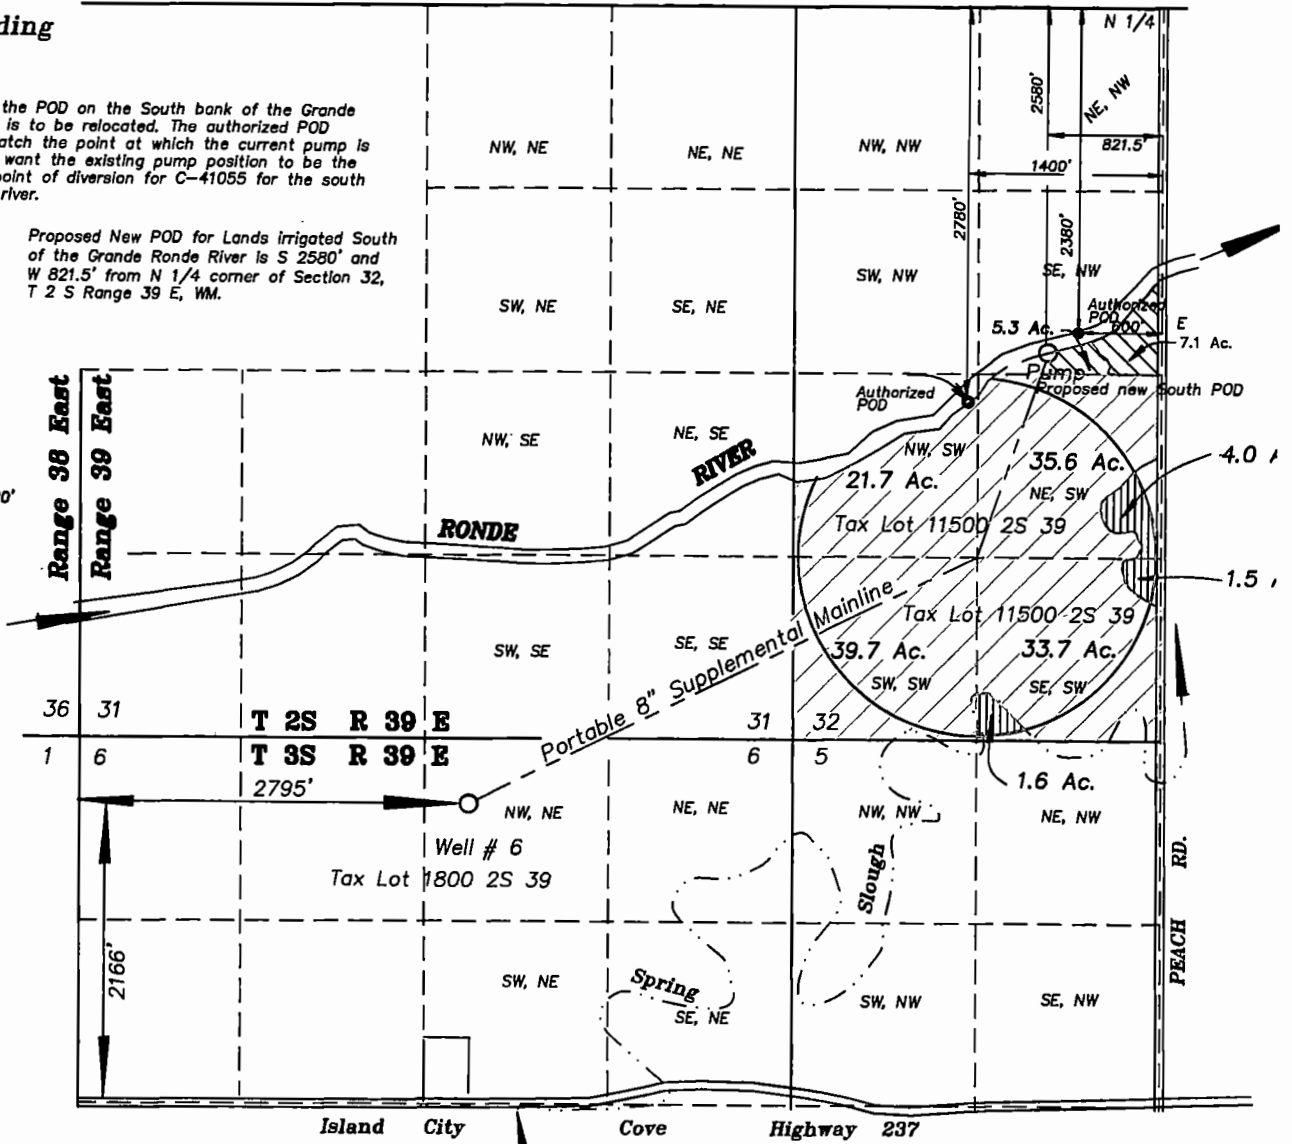 ding
the POD on the South bank of the Grande
is to be relocated. The authorized POD
atch the point at which the current pump is
want the existing pump position to be the
oint of diversion for C-41055 for the south
river.
Proposed New POD for Lands irrigated South
of the Grande Ronde River is S 2580' and
W 821.5' from N 1/4 corner of Section 32,
T 2 S Range 39 E, WM.
N 1/4
2580'
NE, NW
821.5'
1400'
2780'
2380'
NW, NE
NE, NE
NW, NW
SW, NW
SE, NW
SW, NE
SE, NE
Authorized
POD
600'
E
5.3 Ac.
7.1 Ac.
Pump
Proposed new South POD
Authorized
POD
Range 38 East
Range 39 East
NW, SE
NE, SE
NW, SW
21.7 Ac.
35.6 Ac.
NE, SW
4.0
00'
RIVER
RONDE
Tax Lot 11500 2S 39
1.5
Portable 8" Supplemental Mainline
Tax Lot 11500 2S 39
SW, SE
SE, SE
39.7 Ac.
33.7 Ac.
SW, SW
SE, SW
36 31
T 2S R 39 E
31 32
1 6
T 3S R 39 E
6 5
2795'
1.6 Ac.
NW, NE
NE, NE
NW, NW
NE, NW
Well # 6
Tax Lot 1800 2S 39
Slough
PEACH RD.
2166'
SW, NE
Spring
SE, NE
SW, NW
SE, NW
Island City Cove Highway 237